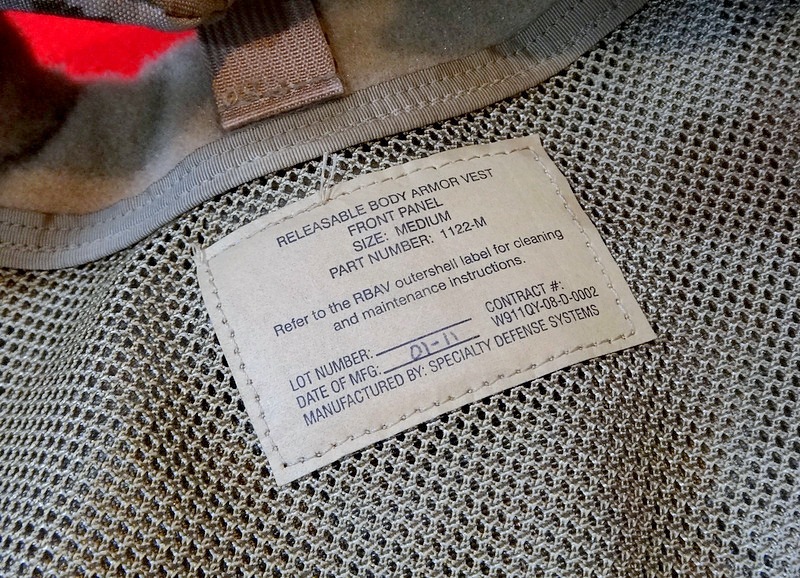 RELEASABLE BODY ARMOR VEST
FRONT PANEL
SIZE: MEDIUM
PART NUMBER: 1122-M
Refer to the RBAV outershell label for cleaning
and maintenance instructions.
LOT NUMBER:
CONTRACT #:
DATE OF MFG: 01-11
W911QY-08-D-0002
MANUFACTURED BY: SPECIALTY DEFENSE SYSTEMS